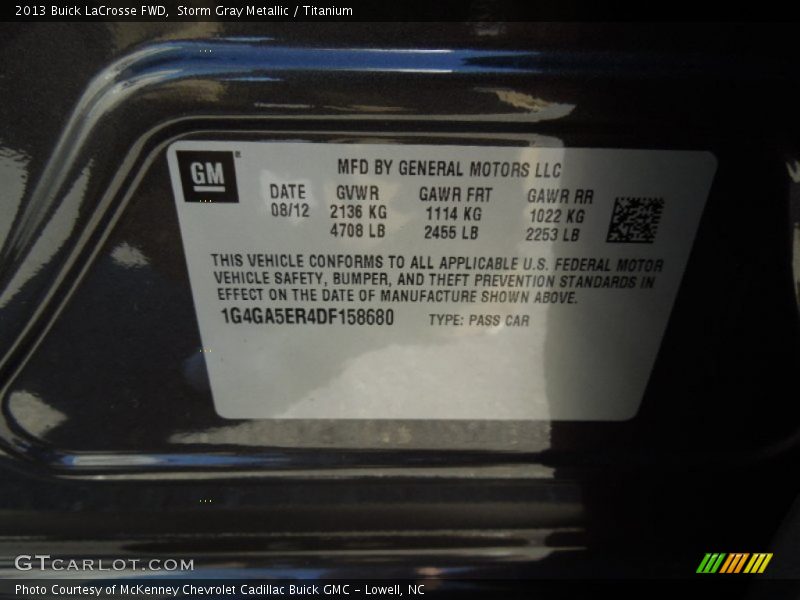 2013 Buick LaCrosse FWD, Storm Gray Metallic / Titanium
GM
MFD BY GENERAL MOTORS LLC
DATE GVWR GAWR FRT GAWR RR
08/12 2136 KG 1114 KG 1022 KG
4708 LB 2455 LB 2253 LB
THIS VEHICLE CONFORMS TO ALL APPLICABLE U.S. FEDERAL MOTOR
VEHICLE SAFETY, BUMPER, AND THEFT PREVENTION STANDARDS IN
EFFECT ON THE DATE OF MANUFACTURE SHOWN ABOVE.
1G4GA5ER4DF158680 TYPE: PASS CAR
GTCARLOT.COM
Photo Courtesy of McKenney Chevrolet Cadillac Buick GMC - Lowell, NC